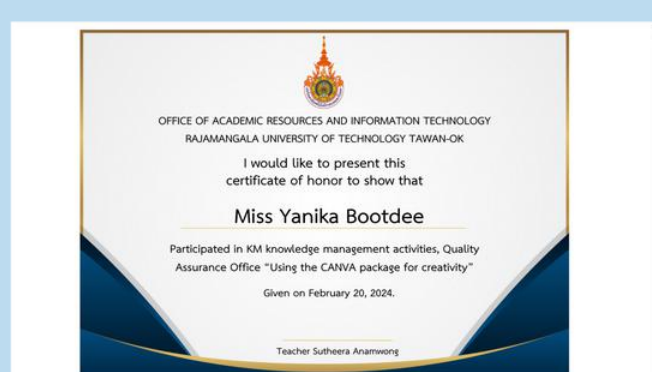 OFFICE OF ACADEMIC RESOURCES AND INFORMATION TECHNOLOGY
RAJAMANGALA UNIVERSITY OF TECHNOLOGY TAWAN-OK
I would like to present this
certificate of honor to show that
Miss Yanika Bootdee
Participated in KM knowledge management activities, Quality
Assurance Office "Using the CANVA package for creativity"
Given on February 20, 2024.
Teacher Sutheera Anamwong